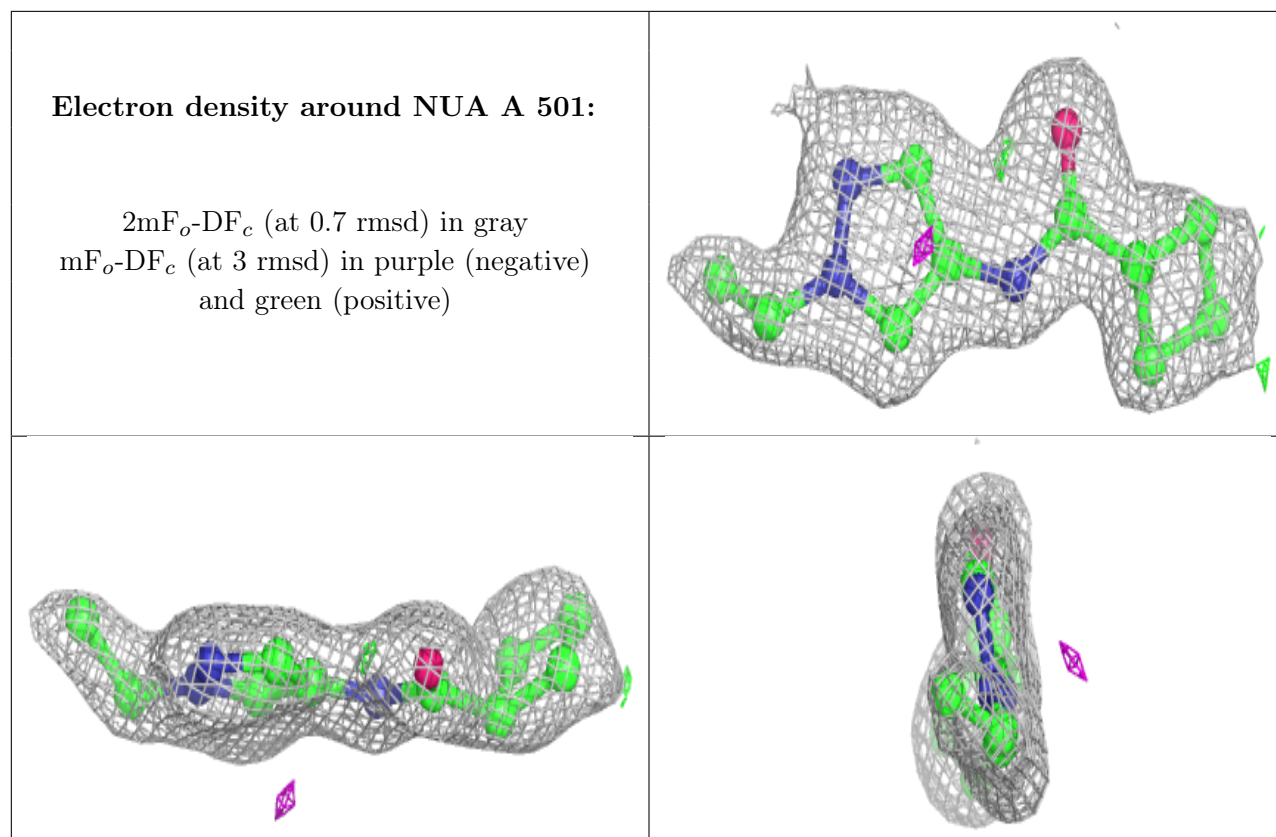 Electron density around NUA A 501:
2mFo-DFc (at 0.7 rmsd) in gray
mFo-DFc (at 3 rmsd) in purple (negative)
and green (positive)